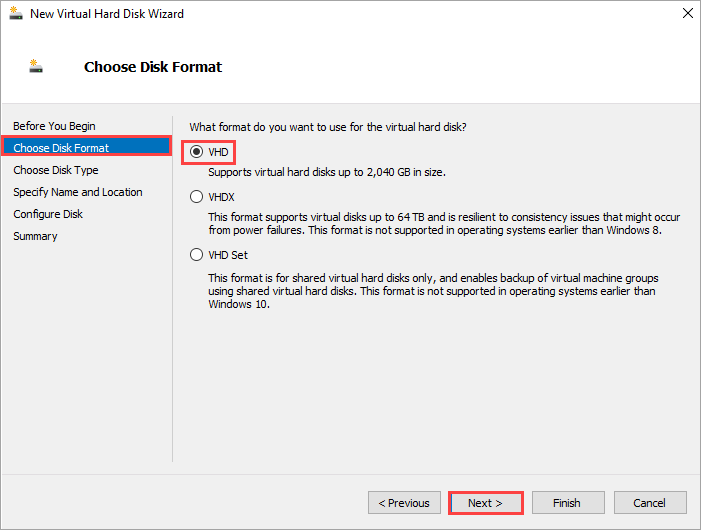 New Virtual Hard Disk Wizard
Choose Disk Format
Before You Begin
Choose Disk Format
Choose Disk Type
Specify Name and Location
Configure Disk
Summary
What format do you want to use for the virtual hard disk?
VHD
Supports virtual hard disks up to 2,040 GB in size.
VHDX
This format supports virtual disks up to 64 TB and is resilient to consistency issues that might occur
from power failures. This format is not supported in operating systems earlier than Windows 8.
VHD Set
This format is for shared virtual hard disks only, and enables backup of virtual machine groups
using shared virtual hard disks. This format is not supported in operating systems earlier than
Windows 10.
< Previous
Next >
Finish
Cancel